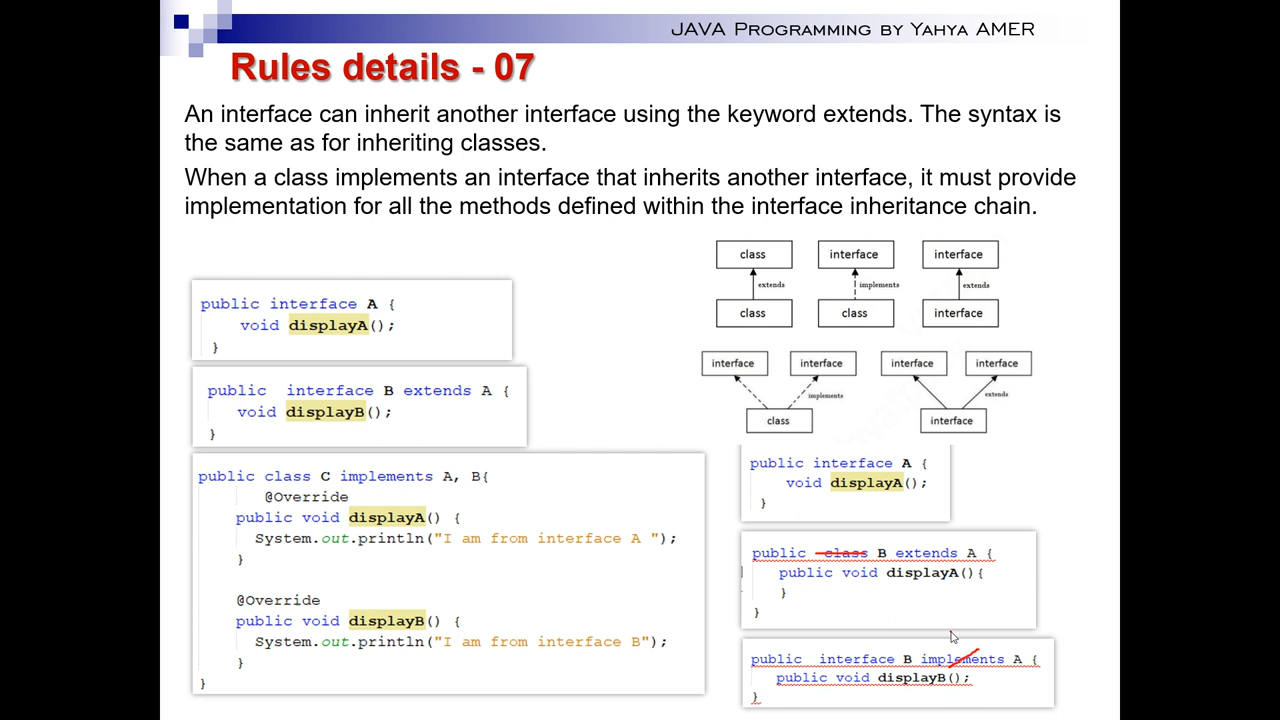 JAVA Programming by Yahya AMER
Rules details - 07
An interface can inherit another interface using the keyword extends. The syntax is
the same as for inheriting classes.
When a class implements an interface that inherits another interface, it must provide
implementation for all the methods defined within the interface inheritance chain.
public interface A {
void displayA();
}
public interface B extends A {
void displayB();
}
public class C implements A, B{
@Override
public void displayA() {
System.out.println("I am from interface A ");
}
@Override
public void displayB() {
System.out.println("I am from interface B");
}
}
class interface interface
extends implements extends
class class interface
interface interface interface interface
implements extends
class interface
public interface A {
void displayA();
}
public class B extends A {
public void displayA(){
}
}
public interface B implements A {
public void displayB();
}